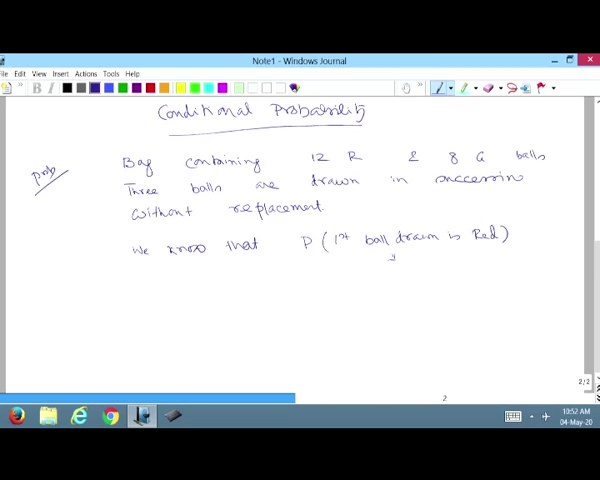 Note1 - Windows Journal
File Edit View Insert Actions Tools Help
B I
Conditional Probability
prob
Bag containing 12 R & 8 G balls
Three balls are drawn in succession
without replacement.
We know that P (1st ball drawn is Red)
2 / 2
2
10:52 AM
04-May-20